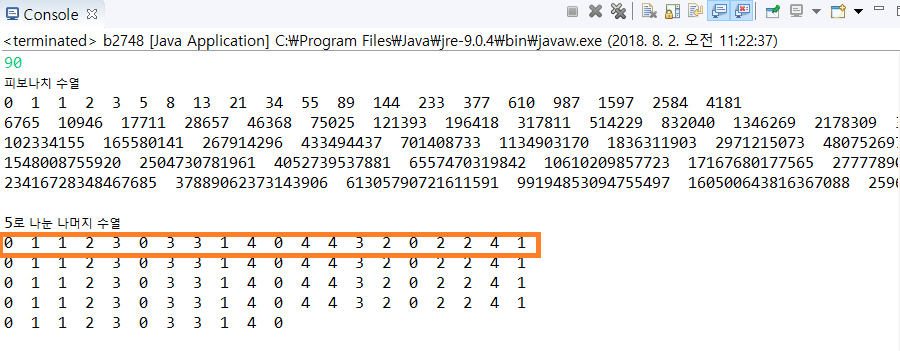 Console
<terminated> b2748 [Java Application] C:₩Program Files₩Java₩jre-9.0.4₩bin₩javaw.exe (2018. 8. 2. 오전 11:22:37)
90
피보나치 수열
0 1 1 2 3 5 8 13 21 34 55 89 144 233 377 610 987 1597 2584 4181
6765 10946 17711 28657 46368 75025 121393 196418 317811 514229 832040 1346269 2178309
102334155 165580141 267914296 433494437 701408733 1134903170 1836311903 2971215073 480752697
1548008755920 2504730781961 4052739537881 6557470319842 10610209857723 17167680177565 2777789
23416728348467685 37889062373143906 61305790721611591 99194853094755497 160500643816367088 2596
5로 나눈 나머지 수열
0 1 1 2 3 0 3 3 1 4 0 4 4 3 2 0 2 2 4 1
0 1 1 2 3 0 3 3 1 4 0 4 4 3 2 0 2 2 4 1
0 1 1 2 3 0 3 3 1 4 0 4 4 3 2 0 2 2 4 1
0 1 1 2 3 0 3 3 1 4 0 4 4 3 2 0 2 2 4 1
0 1 1 2 3 0 3 3 1 4 0